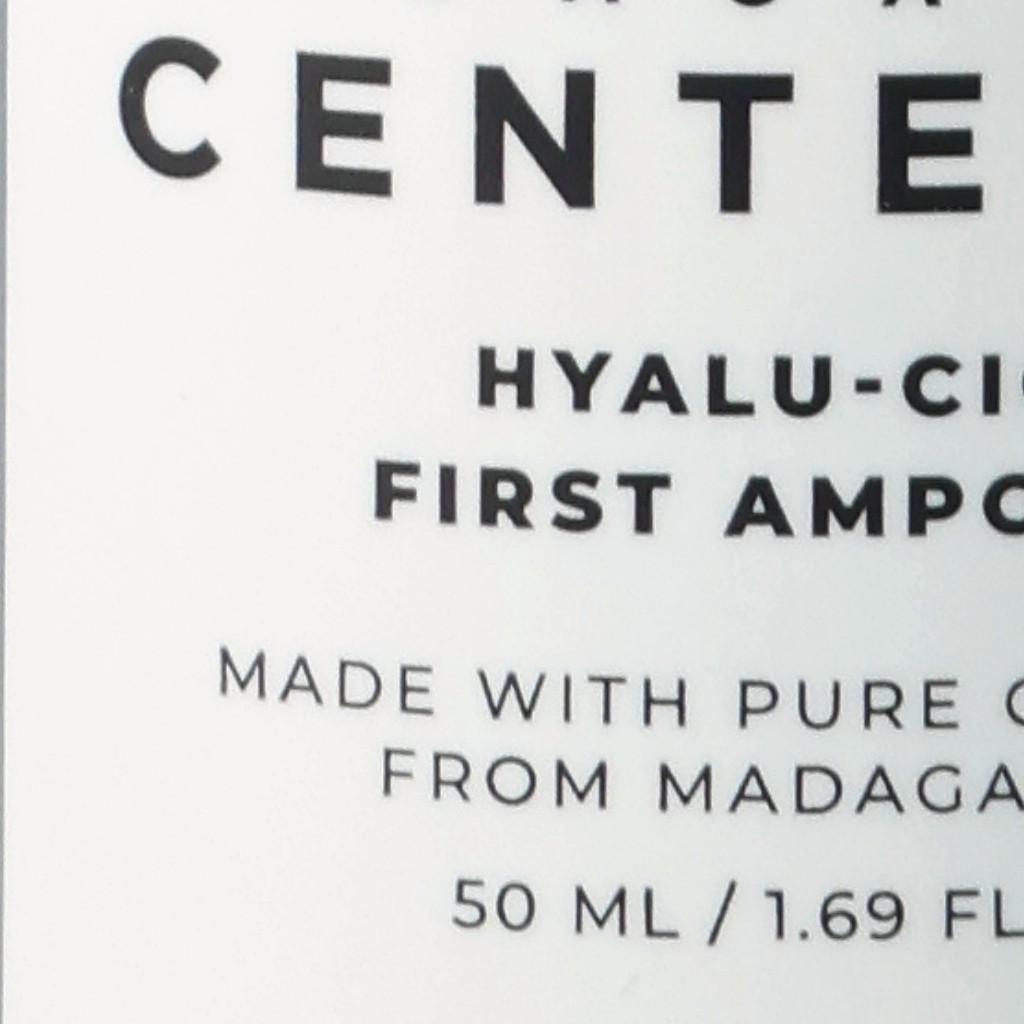 CENTE
HYALU-CI
FIRST AMPO
MADE WITH PURE
FROM MADAGA
50 ML / 1.69 FL